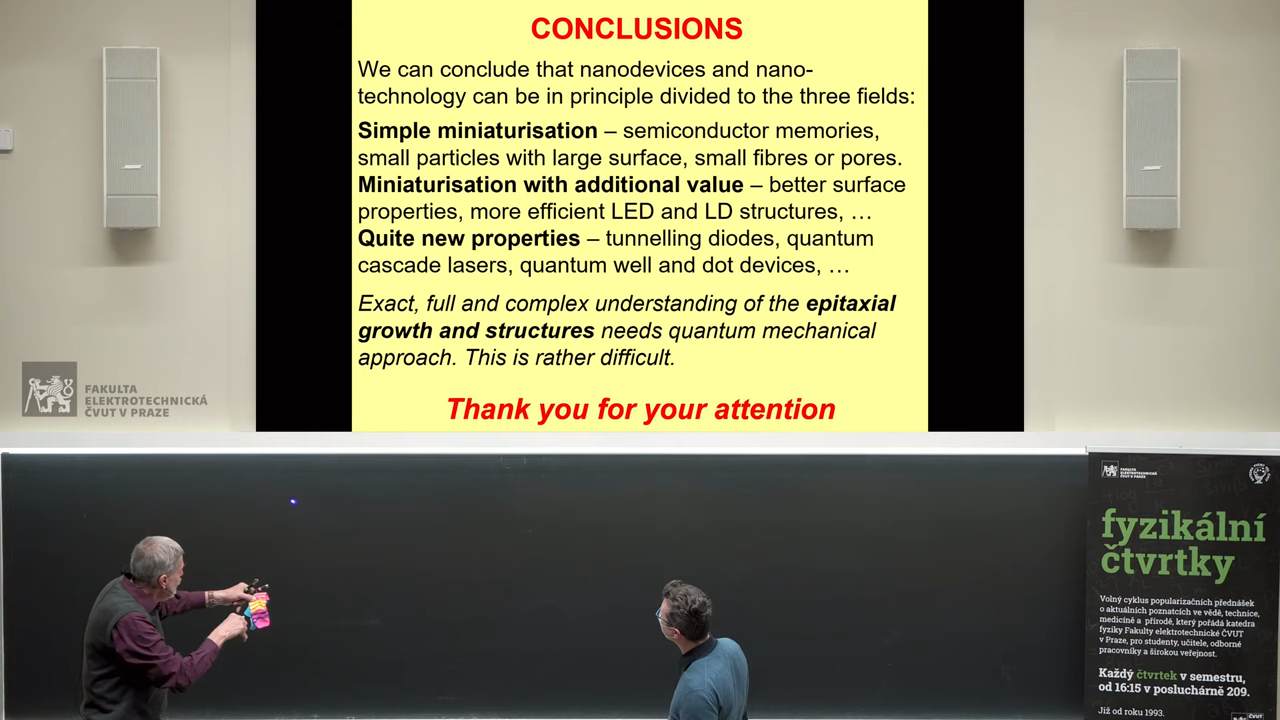 CONCLUSIONS
We can conclude that nanodevices and nano-
technology can be in principle divided to the three fields:
Simple miniaturisation – semiconductor memories,
small particles with large surface, small fibres or pores.
Miniaturisation with additional value – better surface
properties, more efficient LED and LD structures, …
Quite new properties – tunnelling diodes, quantum
cascade lasers, quantum well and dot devices, …
Exact, full and complex understanding of the epitaxial
growth and structures needs quantum mechanical
approach. This is rather difficult.
Thank you for your attention
FAKULTA
ELEKTROTECHNICKÁ
ČVUT V PRAZE
FAKULTA
ELEKTROTECHNICKÁ
ČVUT V PRAZE
fyzikální
čtvrtky
Volný cyklus popularizačních přednášek
o aktuálních poznatcích ve vědě, technice,
medicíně a přírodě, který pořádá katedra
fyziky Fakulty elektrotechnické ČVUT
v Praze, pro studenty, učitele, odborné
pracovníky a širokou veřejnost.
Každý čtvrtek v semestru,
od 16:15 v posluchárně 209.
Již od roku 1993.